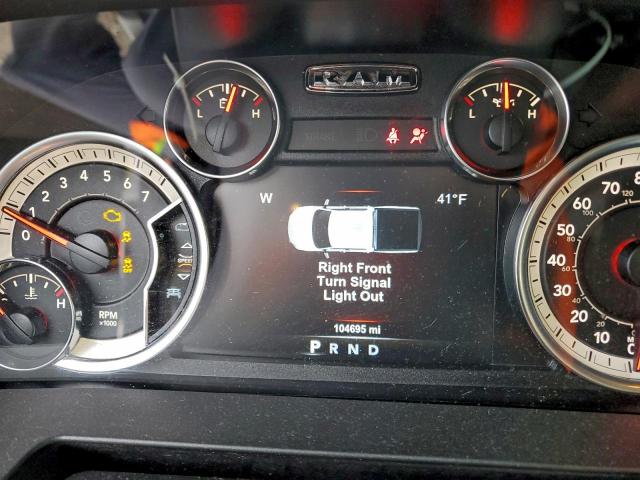 RAM
L H
L H
W 41°F
1 2 3 4 5 6 7
0
Right Front
Turn Signal
Light Out
104695 mi
P R N D
H
RPM
x1000
80
70
60
50
40
30
20
10
C